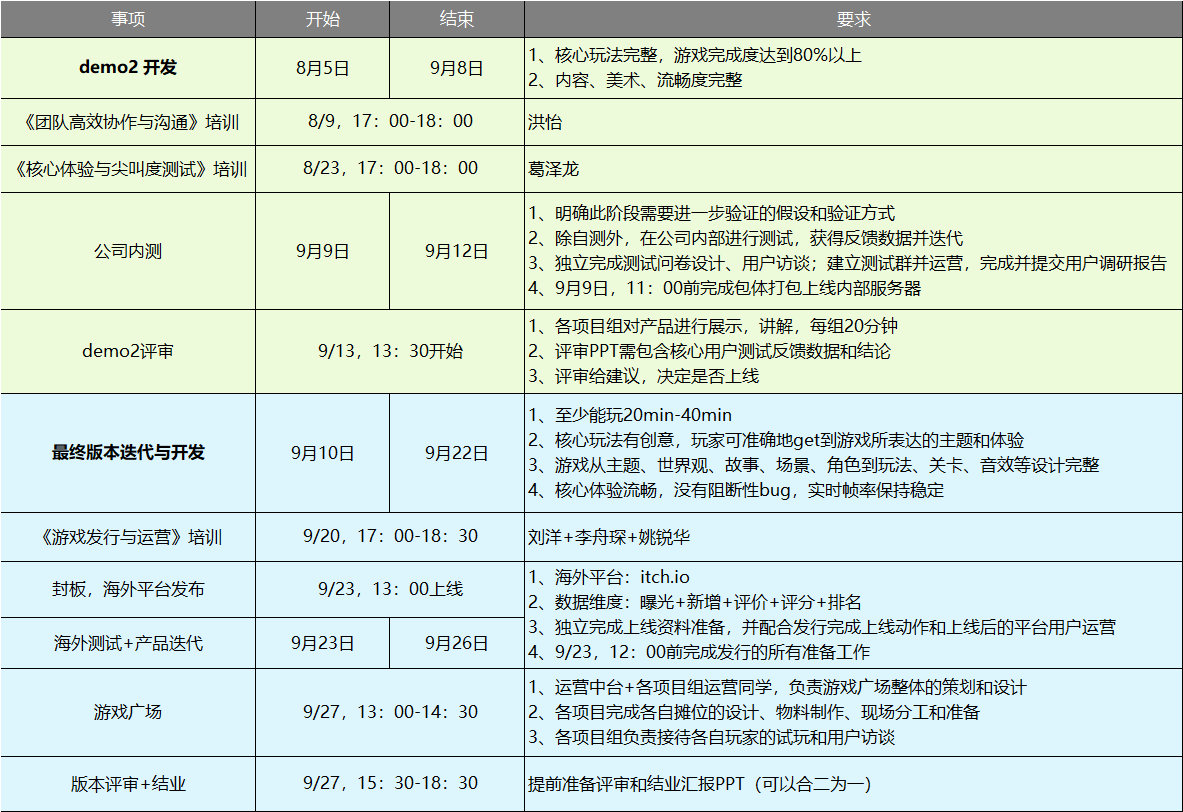 事项 开始 结束 要求
demo2 开发 8月5日 9月8日
1、核心玩法完整，游戏完成度达到80%以上
2、内容、美术、流畅度完整
《团队高效协作与沟通》培训 8/9，17：00-18：00 洪怡
《核心体验与尖叫度测试》培训 8/23，17：00-18：00 葛泽龙
公司内测 9月9日 9月12日
1、明确此阶段需要进一步验证的假设和验证方式
2、除自测外，在公司内部进行测试，获得反馈数据并迭代
3、独立完成测试问卷设计、用户访谈；建立测试群并运营，完成并提交用户调研报告
4、9月9日，11：00前完成包体打包上线内部服务器
demo2评审 9/13，13：30开始
1、各项目组对产品进行展示，讲解，每组20分钟
2、评审PPT需包含核心用户测试反馈数据和结论
3、评审给建议，决定是否上线
最终版本迭代与开发 9月10日 9月22日
1、至少能玩20min-40min
2、核心玩法有创意，玩家可准确地get到游戏所表达的主题和体验
3、游戏从主题、世界观、故事、场景、角色到玩法、关卡、音效等设计完整
4、核心体验流畅，没有阻断性bug，实时帧率保持稳定
《游戏发行与运营》培训 9/20，17：00-18：30 刘洋+李舟琛+姚锐华
封板，海外平台发布 9/23，13：00上线
海外测试+产品迭代 9月23日 9月26日
1、海外平台：itch.io
2、数据维度：曝光+新增+评价+评分+排名
3、独立完成上线资料准备，并配合发行完成上线动作和上线后的平台用户运营
4、9/23，12：00前完成发行的所有准备工作
游戏广场 9/27，13：00-14：30
1、运营中台+各项目组运营同学，负责游戏广场整体的策划和设计
2、各项目完成各自摊位的设计、物料制作、现场分工和准备
3、各项目组负责接待各自玩家的试玩和用户访谈
版本评审+结业 9/27，15：30-18：30 提前准备评审和结业汇报PPT（可以合二为一）